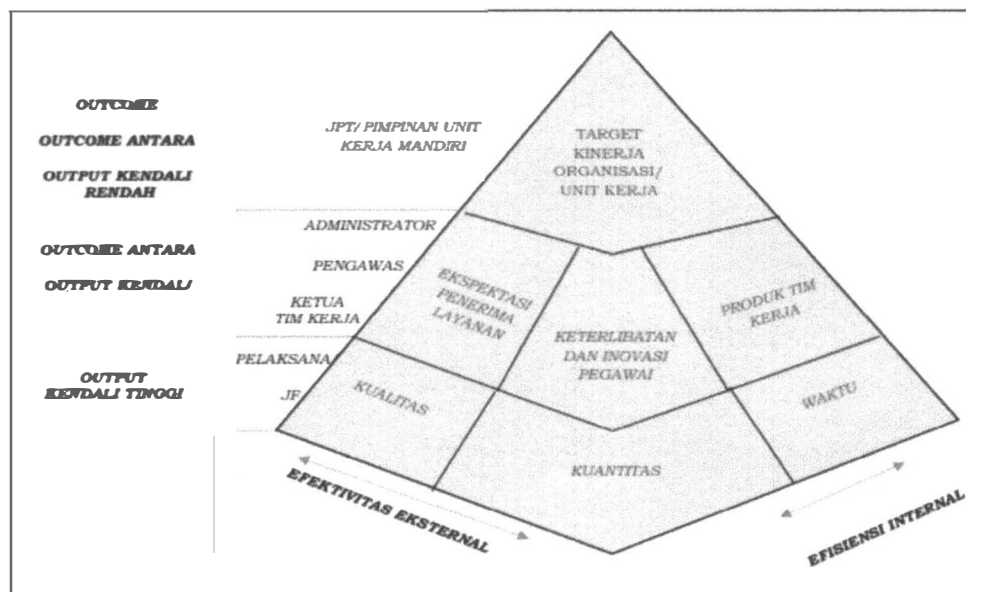 OUTCOME
OUTCOME ANTARA
OUTPUT KENDALI
RENDAH
OUTCOME ANTARA
OUTPUT KENDALI
OUTPUT
KENDALI TINGGI
JPT/ PIMPINAN UNIT
KERJA MANDIRI
ADMINISTRATOR
PENGAWAS
KETUA
TIM KERJA
PELAKSANA
JF
TARGET
KINERJA
ORGANISASI/
UNIT KERJA
EKSPEKTASI
PENERIMA
LAYANAN
KETERLIBATAN
DAN INOVASI
PEGAWAI
PRODUK TIM
KERJA
KUALITAS
KUANTITAS
WAKTU
EFEKTIVITAS EKSTERNAL
EFISIENSI INTERNAL